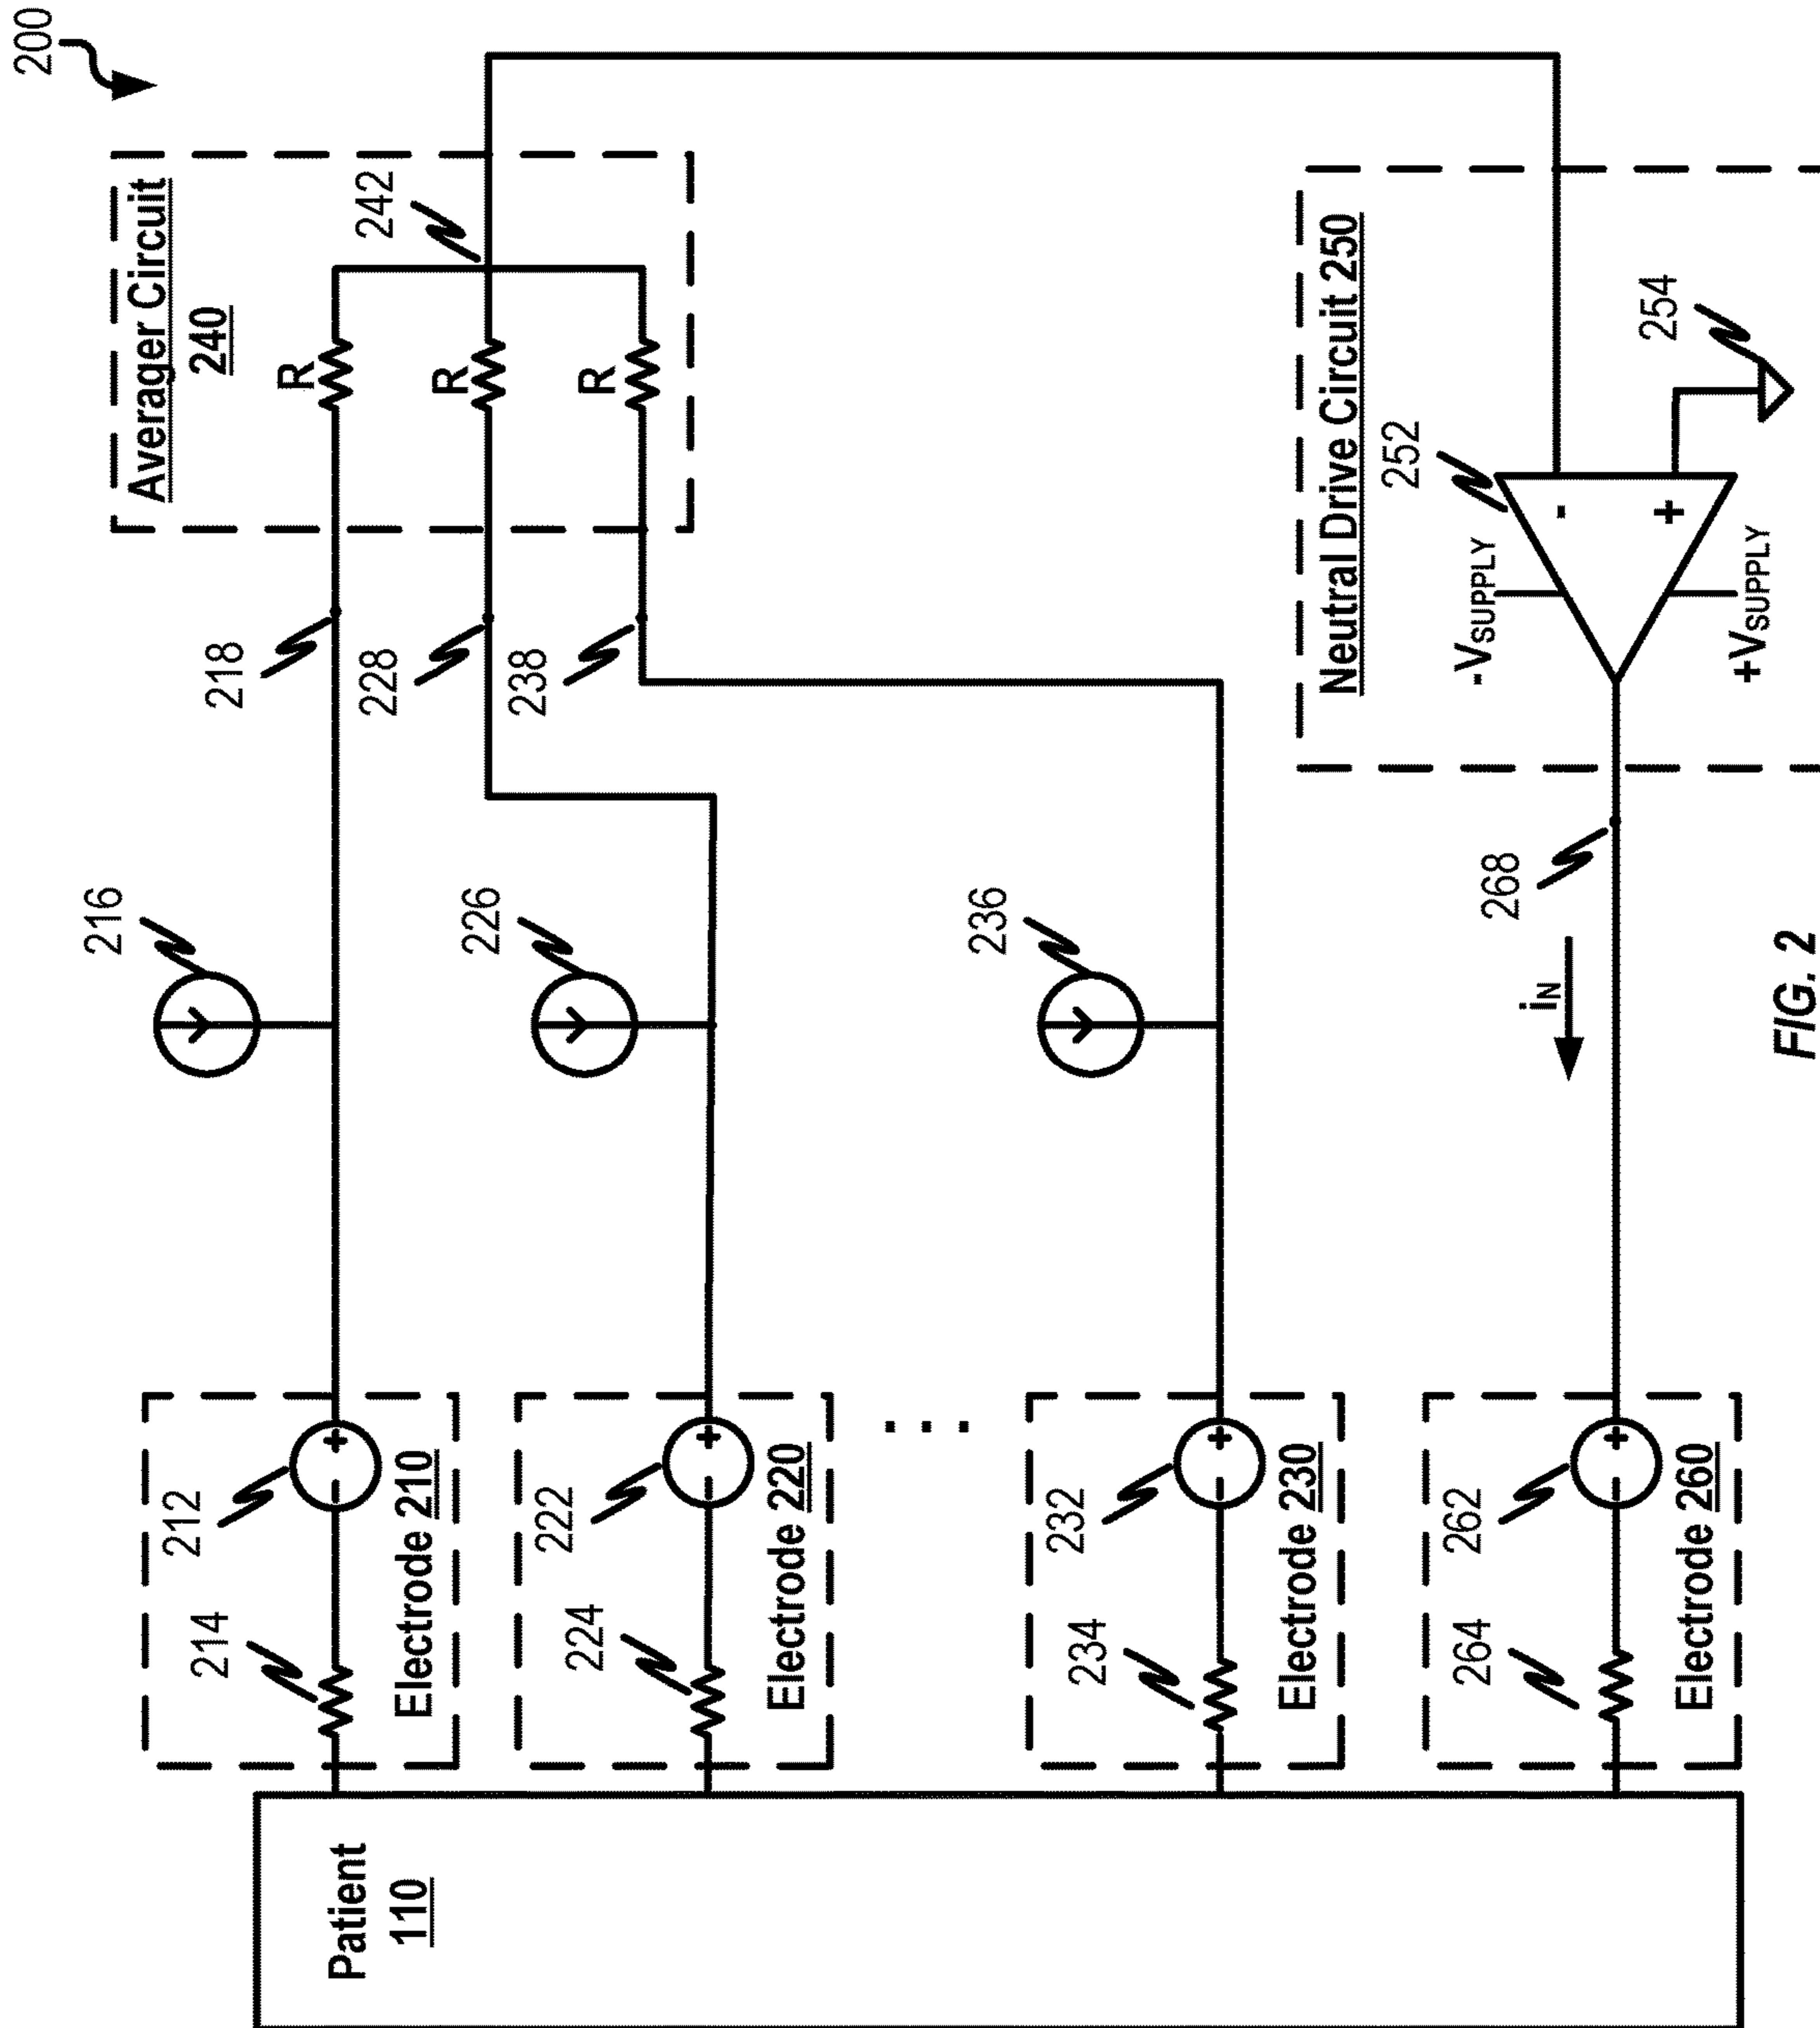 200
Averager Circuit
240
R
R
R
242
218
228
238
216
226
236
212
214
Electrode 210
222
224
Electrode 220
...
232
234
Electrode 230
262
264
Electrode 260
Patient
110
Neutral Drive Circuit 250
252
254
-
+
-VSUPPLY
+VSUPPLY
268
iN
- +
- +
- +
- +
FIG. 2